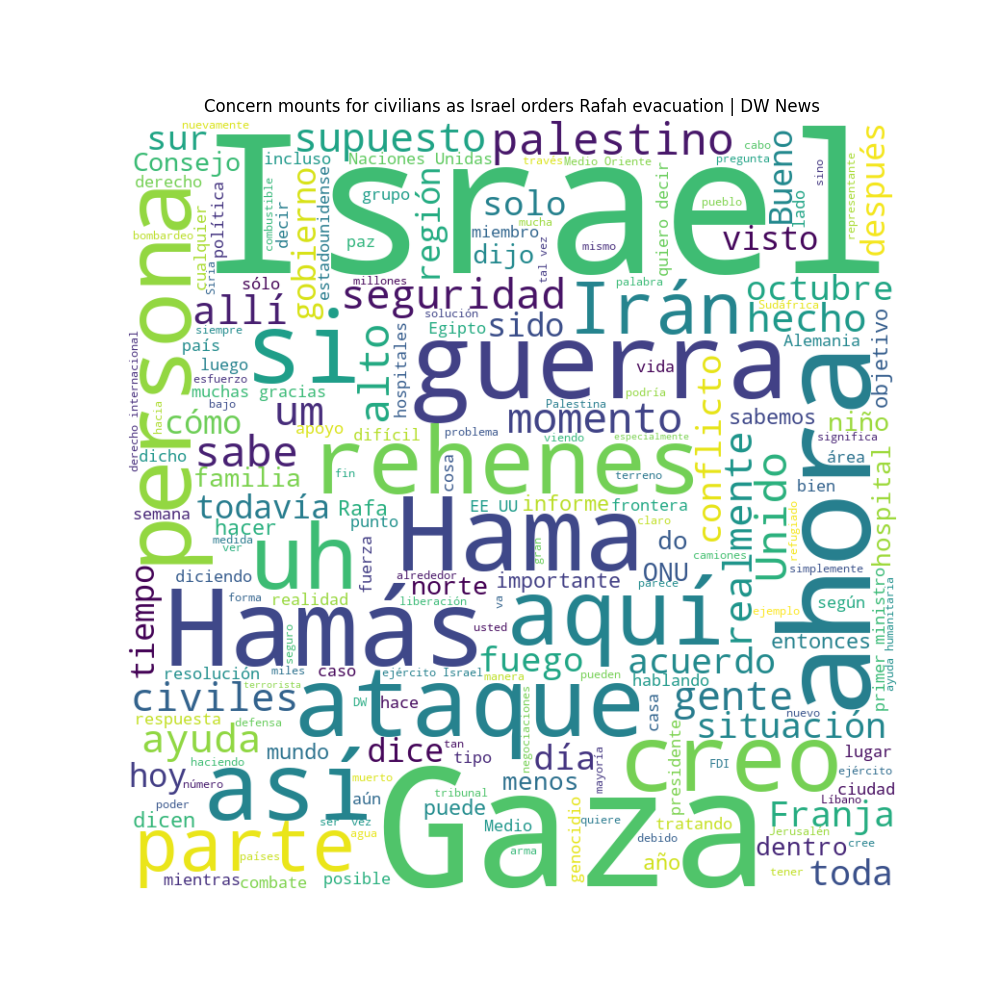 Concern mounts for civilians as Israel orders Rafah evacuation | DW News
nuevamente
sur
supuesto
palestino
Israel
Bueno
cabo
después
Consejo
incluso
Naciones Unidas
través
Medio Oriente
pregunta
sino
representante
derecho
persona
combustible
decir
estadounidense
gobierno
grupo
región
solo
miembro
mucha
quiero decir
pueblo
lado
bombardeo
cualquier
Siria
política
paz
dijo
tal vez
mismo
visto
sólo
millones
seguridad
palabra
Irán
octubre
Sudáfrica
hecho
allí
solución
siempre
si
alto
hospitales
Egipto
sido
guerra
Alemania
objetivo
derecho internacional
país
luego
esfuerzo
muchas gracias
vida
podría
ahora
hacia
bajo
cómo
um
apoyo
difícil
problema
Palestina
momento
viendo
especialmente
conflicto
sabemos
niño
significa
dicho
sabe
rehenes
cosa
fin
terreno
realmente
Unido
área
hospital
familia
semana
todavía
Rafa
EE UU
informe
frontera
bien
refugiado
hacer
punto
claro
medida
ver
uh
fuerza
Hama
gran
do
camiones
tiempo
diciendo
alrededor
norte
importante
ONU
parece
simplemente
primer ministro
ayuda humanitaria
forma
realidad
liberación
va
ejemplo
según
Hamás
seguro
usted
aquí
entonces
resolución
miles
caso
ejército Israel
manera
fuego
pueden
acuerdo
hablando
terrorista
civiles
DW
hace
ataque
negociaciones
casa
gente
nuevo
respuesta
defensa
situación
ayuda
haciendo
mundo
dice
tan
tipo
día
mayoría
creo
presidente
FDI
lugar
hoy
número
así
muerto
menos
ejército
ciudad
poder
aún
tribunal
puede
Líbano
dicen
ser
vez
agua
Gaza
Medio
quiere
genocidio
tratando
Jerusalén
Franja
parte
países
arma
debido
año
dentro
cree
mientras
combate
posible
tener
toda